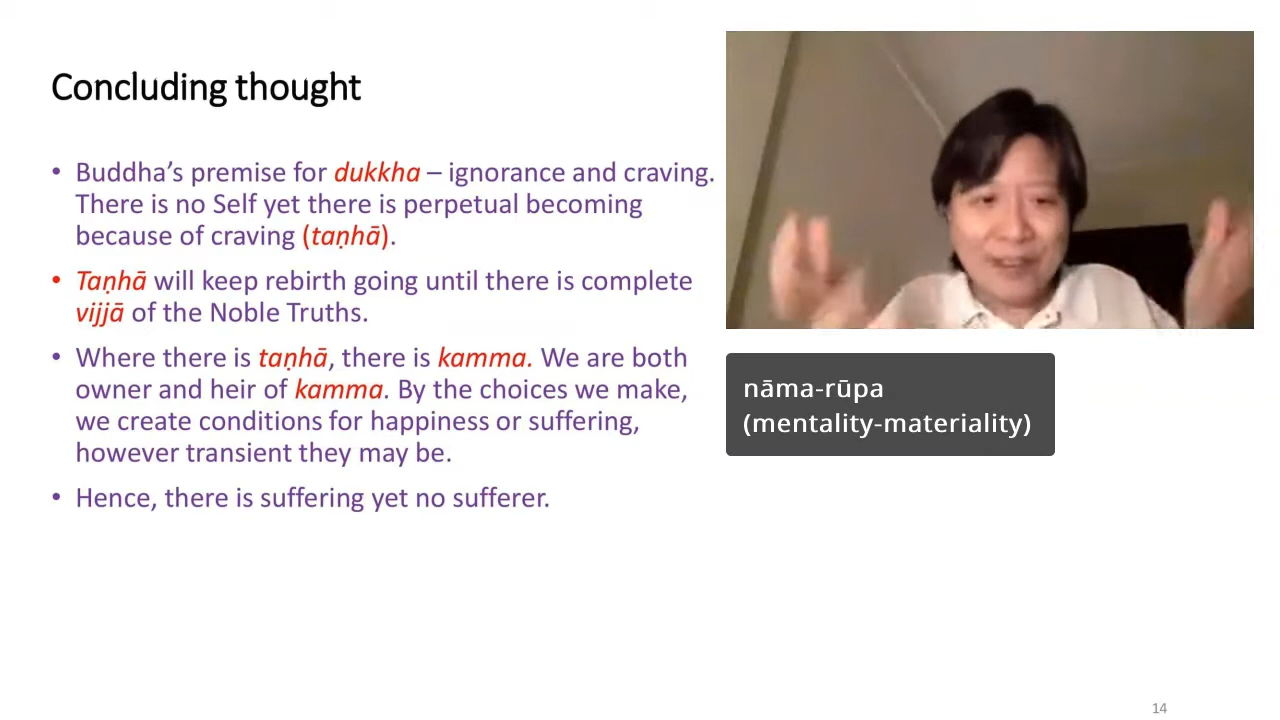 Concluding thought
• Buddha’s premise for dukkha – ignorance and craving.
There is no Self yet there is perpetual becoming
because of craving (taṇhā).
• Taṇhā will keep rebirth going until there is complete
vijjā of the Noble Truths.
• Where there is taṇhā, there is kamma. We are both
owner and heir of kamma. By the choices we make,
we create conditions for happiness or suffering,
however transient they may be.
• Hence, there is suffering yet no sufferer.
nāma-rūpa
(mentality-materiality)
14